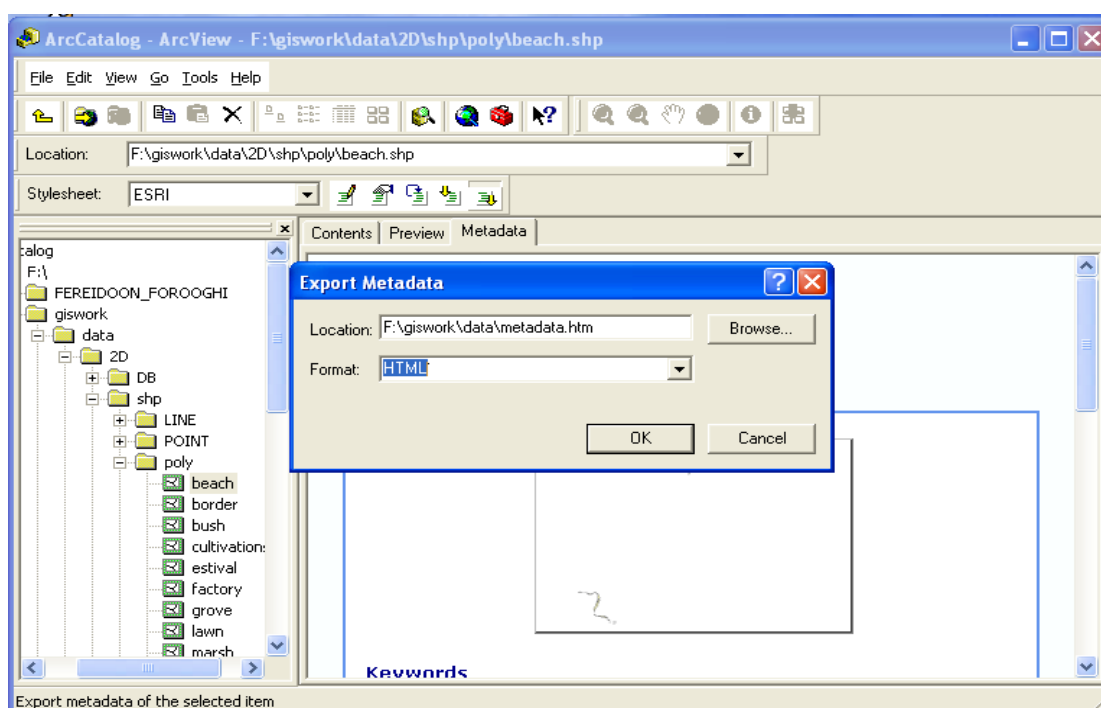 ArcCatalog - ArcView - F:\giswork\data\2D\shp\poly\beach.shp
File Edit View Go Tools Help
Location: F:\giswork\data\2D\shp\poly\beach.shp
Stylesheet: ESRI
Contents Preview Metadata
:alog
F:\
FEREIDOON_FOROOGHI
giswork
data
2D
DB
shp
LINE
POINT
poly
beach
border
bush
cultivation:
estival
factory
grove
lawn
marsh
Export Metadata
Location: F:\giswork\data\metadata.htm Browse...
Format: HTML
OK Cancel
Keywords
Export metadata of the selected item